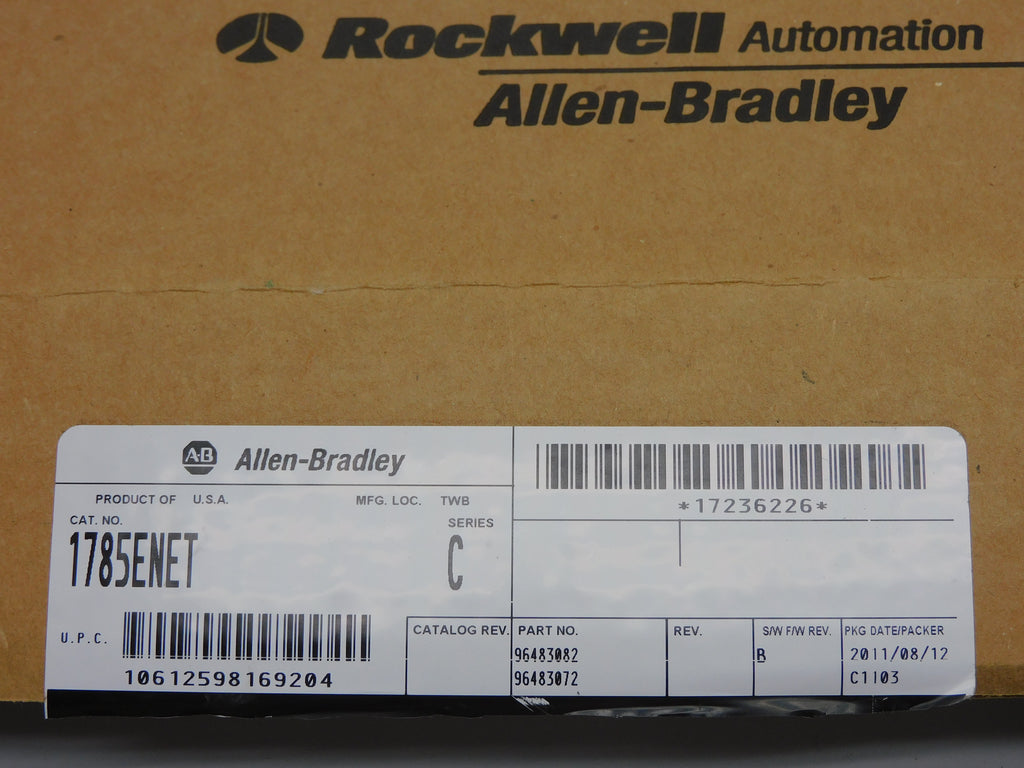 Rockwell Automation
Allen-Bradley
A-B Allen-Bradley
*17236226*
PRODUCT OF U.S.A. MFG. LOC. TWB
CAT. NO. SERIES
1785ENET C
U.P.C.
10612598169204
CATALOG REV. PART NO. REV. S/W F/W REV. PKG DATE/PACKER
96483082 B 2011/08/12
96483072 C1103